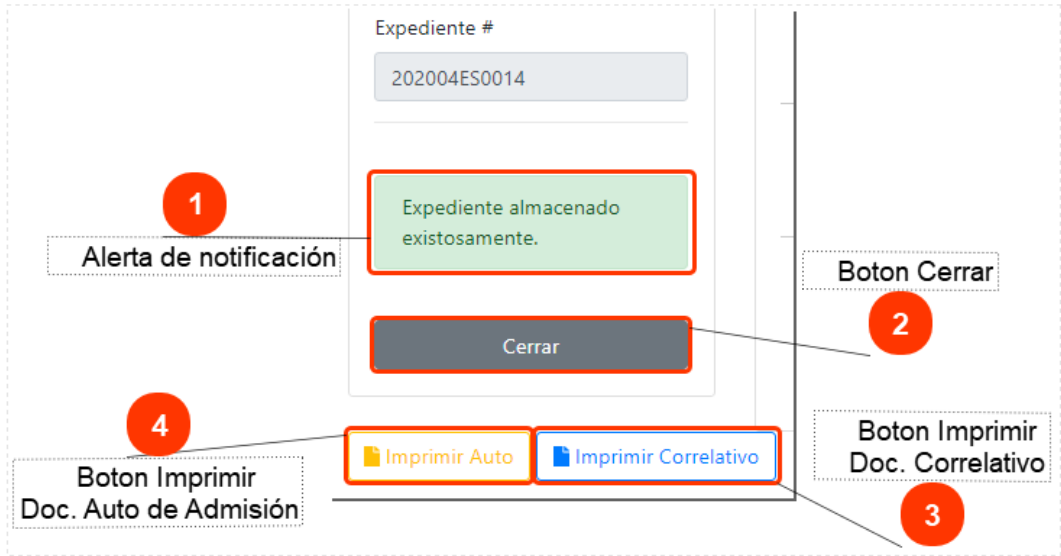 Expediente #
202004ES0014
1
Alerta de notificación
Expediente almacenado
existosamente.
Boton Cerrar
2
Cerrar
4
Boton Imprimir
Doc. Auto de Admisión
Imprimir Auto
Imprimir Correlativo
Boton Imprimir
Doc. Correlativo
3